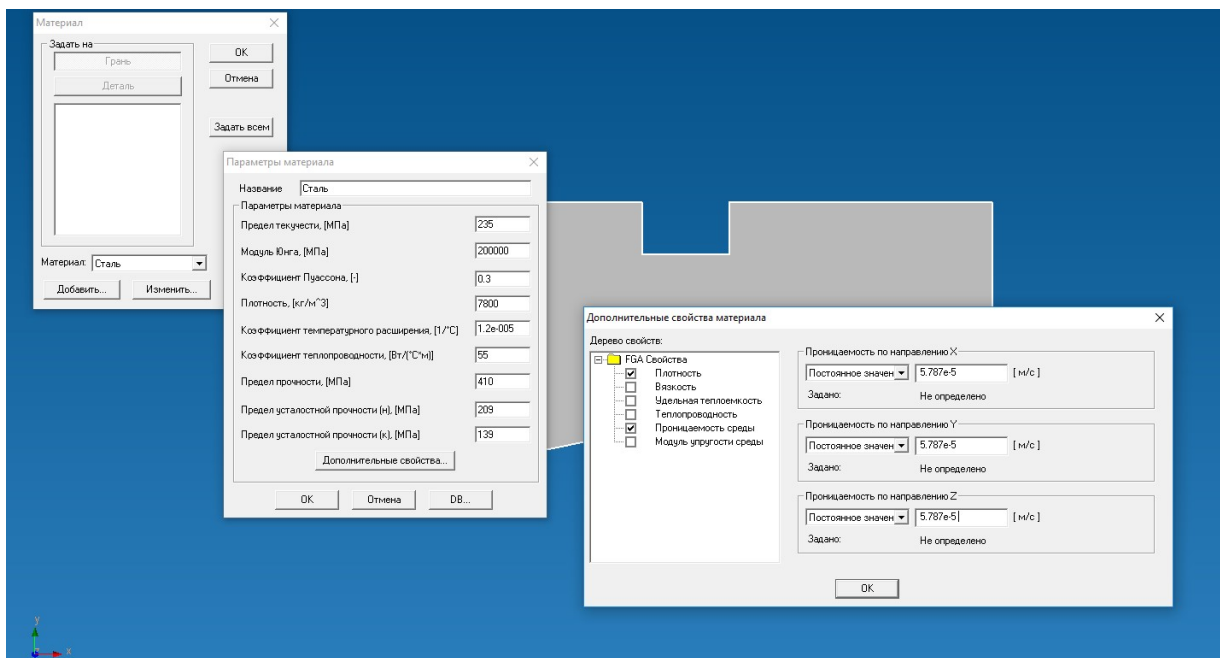 Материал
Задать на
Грань
Деталь
OK
Отмена
Задать всем
Материал: Сталь
Добавить... Изменить...
Параметры материала
Название Сталь
Параметры материала
Предел текучести, [МПа] 235
Модуль Юнга, [МПа] 200000
Коэффициент Пуассона, [-] 0.3
Плотность, [кг/м^3] 7800
Коэффициент температурного расширения, [1/°C] 1.2e-005
Коэффициент теплопроводности, [Вт/(°C*м)] 55
Предел прочности, [МПа] 410
Предел усталостной прочности (н), [МПа] 209
Предел усталостной прочности (к), [МПа] 139
Дополнительные свойства...
OK Отмена DB...
Дополнительные свойства материала
Дерево свойств:
FGA Свойства
Плотность
Вязкость
Удельная теплоемкость
Теплопроводность
Проницаемость среды
Модуль упругости среды
Проницаемость по направлению X
Постоянное значен 5.787e-5 [ м/с ]
Задано: Не определено
Проницаемость по направлению Y
Постоянное значен 5.787e-5 [ м/с ]
Задано: Не определено
Проницаемость по направлению Z
Постоянное значен 5.787e-5 [ м/с ]
Задано: Не определено
OK
y
x